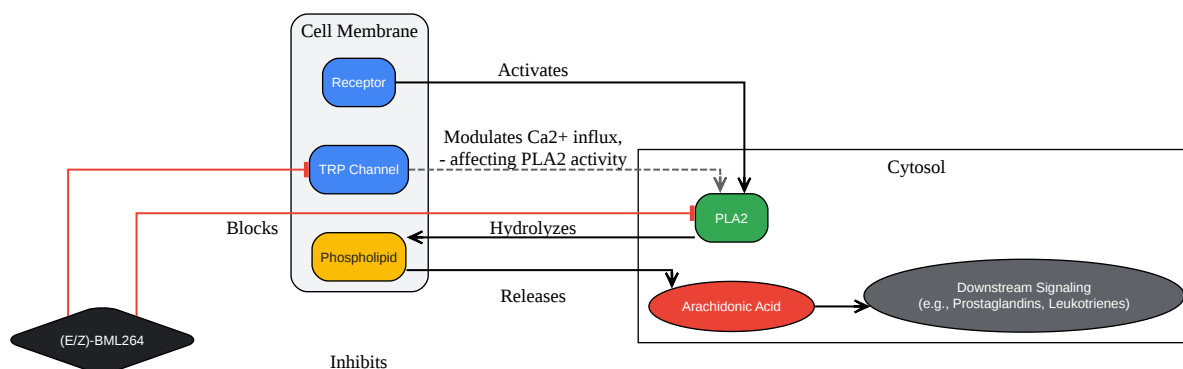 Cell Membrane
Receptor
Activates
TRP Channel
Modulates Ca2+ influx,
- affecting PLA2 activity
Cytosol
PLA2
Blocks
Hydrolyzes
Phospholipid
Releases
Arachidonic Acid
Downstream Signaling
(e.g., Prostaglandins, Leukotrienes)
(E/Z)-BML264
Inhibits